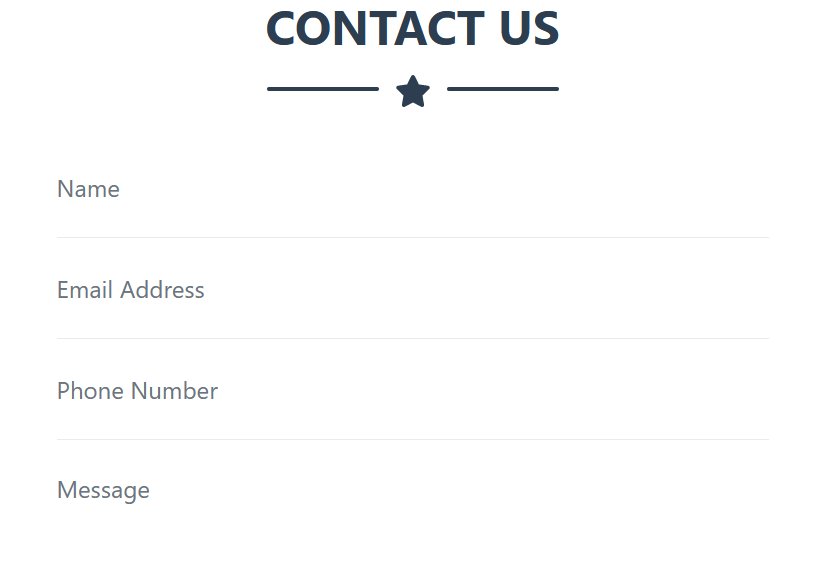 CONTACT US
Name
Email Address
Phone Number
Message